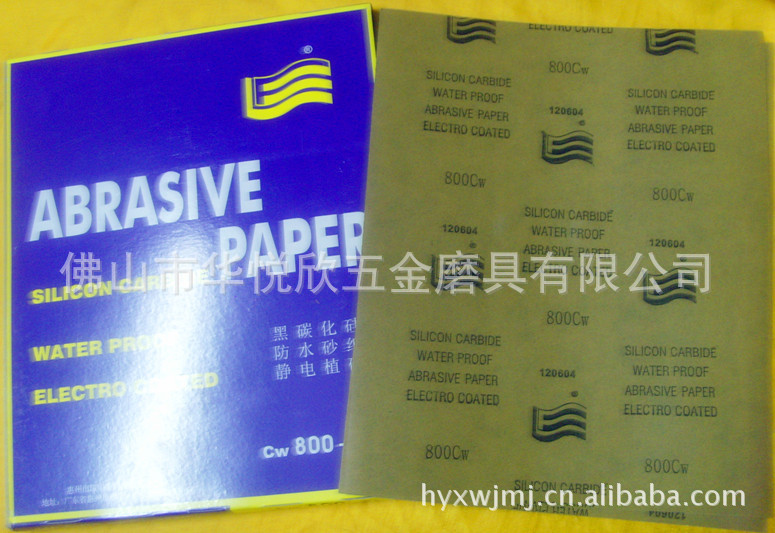 ®
ABRASIVE
PAPER
SILICON CARBIDE
WATER PROOF
ELECTRO COATED
黑碳化硅
防水砂纸
静电植砂
Cw 800-
佛山市华悦欣五金磨具有限公司
800Cw
SILICON CARBIDE
WATER PROOF
ABRASIVE PAPER
ELECTRO COATED
120604
®
SILICON CARBIDE
WATER PROOF
ABRASIVE PAPER
ELECTRO COATED
800Cw
800Cw
120604
SILICON CARBIDE
WATER PROOF
ABRASIVE PAPER
ELECTRO COATED
120604
800Cw
SILICON CARBIDE
WATER PROOF
ABRASIVE PAPER
ELECTRO COATED
120604
SILICON CARBIDE
WATER PROOF
ABRASIVE PAPER
ELECTRO COATED
800Cw
800Cw
SILICON CARBIDE
WATER PROOF
120604
hyxwjmj.cn.alibaba.com